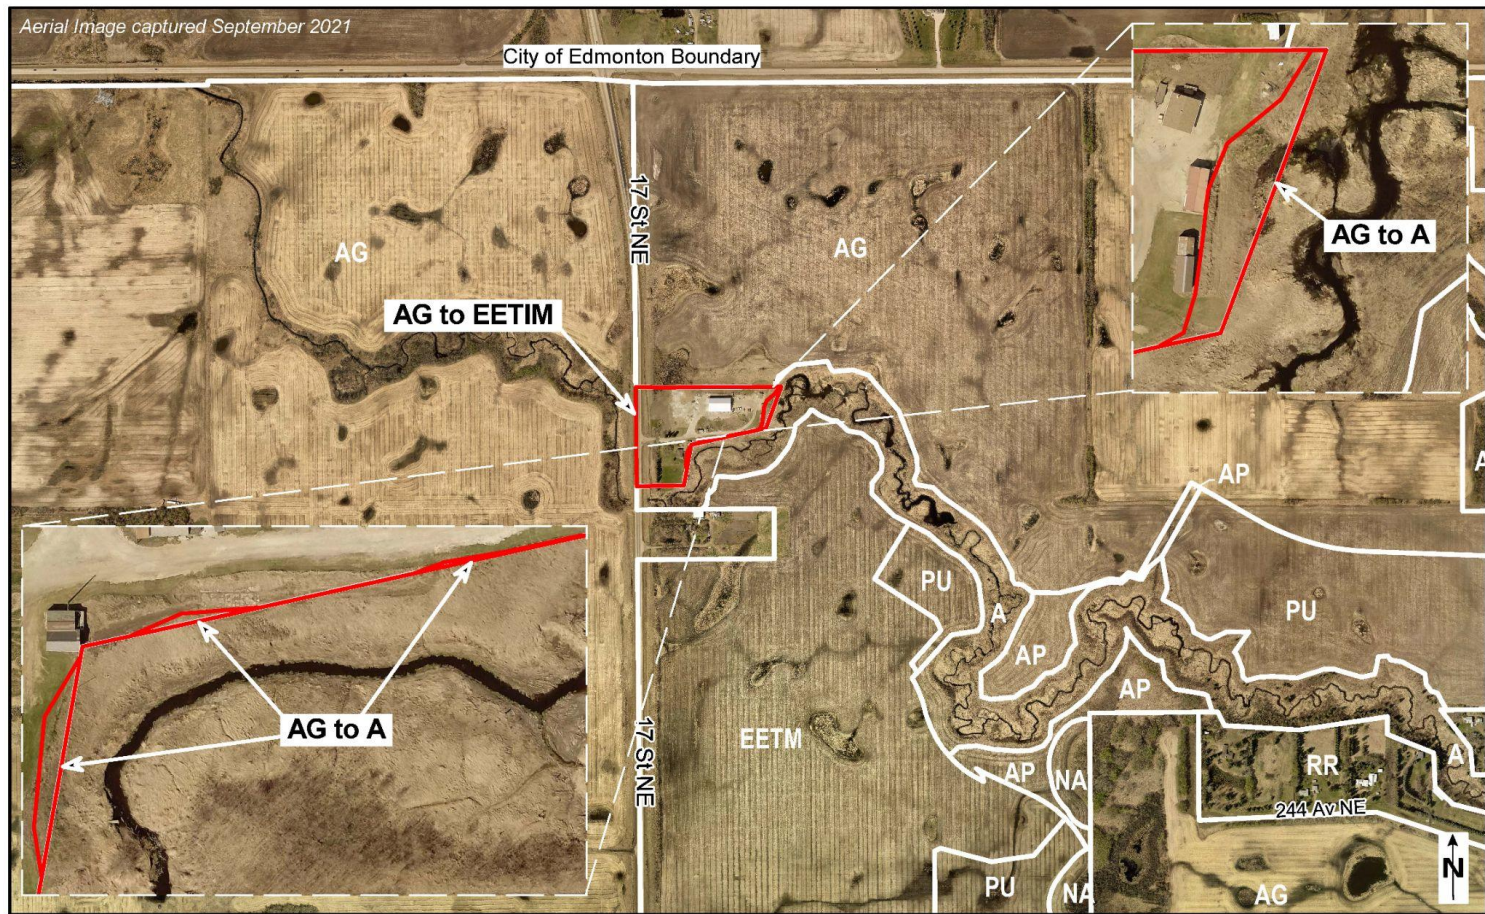 Aerial Image captured September 2021
City of Edmonton Boundary
17 St NE
AG
AG
AG to A
AG to EETIM
AP
A
PU
PU
A
AP
AP
AG to A
EETM
17 St NE
AP
NA
RR
A
244 Av NE
N
PU
NA
AG